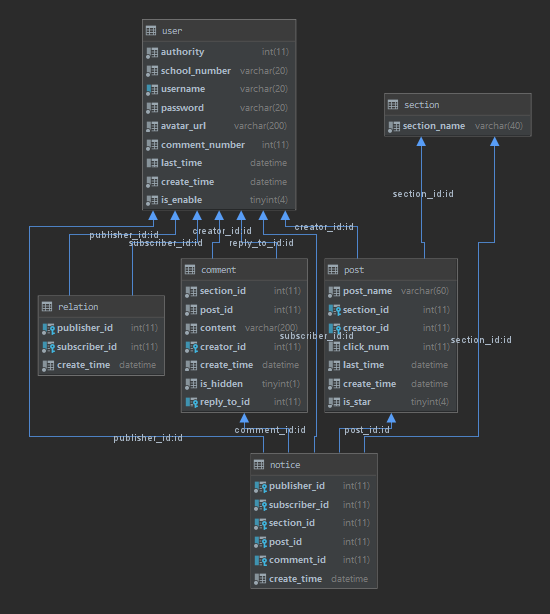 user
authority int(11)
school_number varchar(20)
username varchar(20)
password varchar(20)
avatar_url varchar(200)
comment_number int(11)
last_time datetime
create_time datetime
is_enable tinyint(4)
section
section_name varchar(40)
section_id:id
creator_id:id
creator_id:id
publisher_id:id
subscriber_id:id
reply_to_id:id
comment
section_id int(11)
post_id int(11)
content varchar(200)
creator_id int(11)
create_time datetime
is_hidden tinyint(1)
reply_to_id int(11)
post
post_name varchar(60)
section_id int(11)
creator_id int(11)
click_num int(11)
last_time datetime
create_time datetime
is_star tinyint(4)
relation
publisher_id int(11)
subscriber_id int(11)
create_time datetime
subscriber_id:id
section_id:id
comment_id:id
post_id:id
publisher_id:id
notice
publisher_id int(11)
subscriber_id int(11)
section_id int(11)
post_id int(11)
comment_id int(11)
create_time datetime